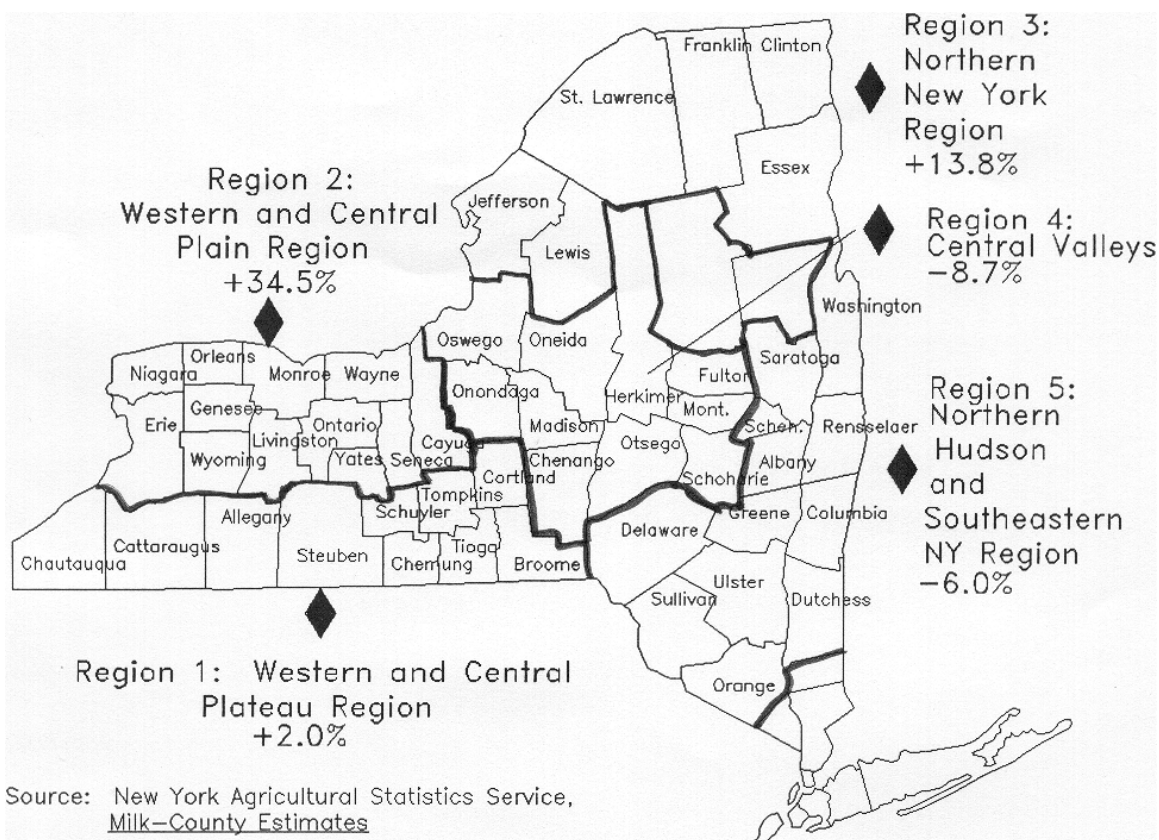 Region 3:
Northern
New York
Region
+13.8%
Region 4:
Central Valleys
−8.7%
Region 2:
Western and Central
Plain Region
+34.5%
Region 5:
Northern
Hudson
and
Southeastern
NY Region
−6.0%
Franklin
Clinton
St. Lawrence
Essex
Jefferson
Lewis
Washington
Oswego
Oneida
Saratoga
Orleans
Niagara
Monroe
Wayne
Fulton
Onondaga
Herkimer
Genesee
Mont.
Erie
Ontario
Madison
Schen.
Rensselaer
Livingston
Cayuga
Otsego
Wyoming
Yates
Seneca
Chenango
Albany
Cortland
Schoharie
Tompkins
Schuyler
Greene
Columbia
Allegany
Delaware
Cattaraugus
Steuben
Tioga
Chautauqua
Chemung
Broome
Ulster
Sullivan
Dutchess
Orange
Region 1: Western and Central
Plateau Region
+2.0%
Source: New York Agricultural Statistics Service,
Milk−County Estimates